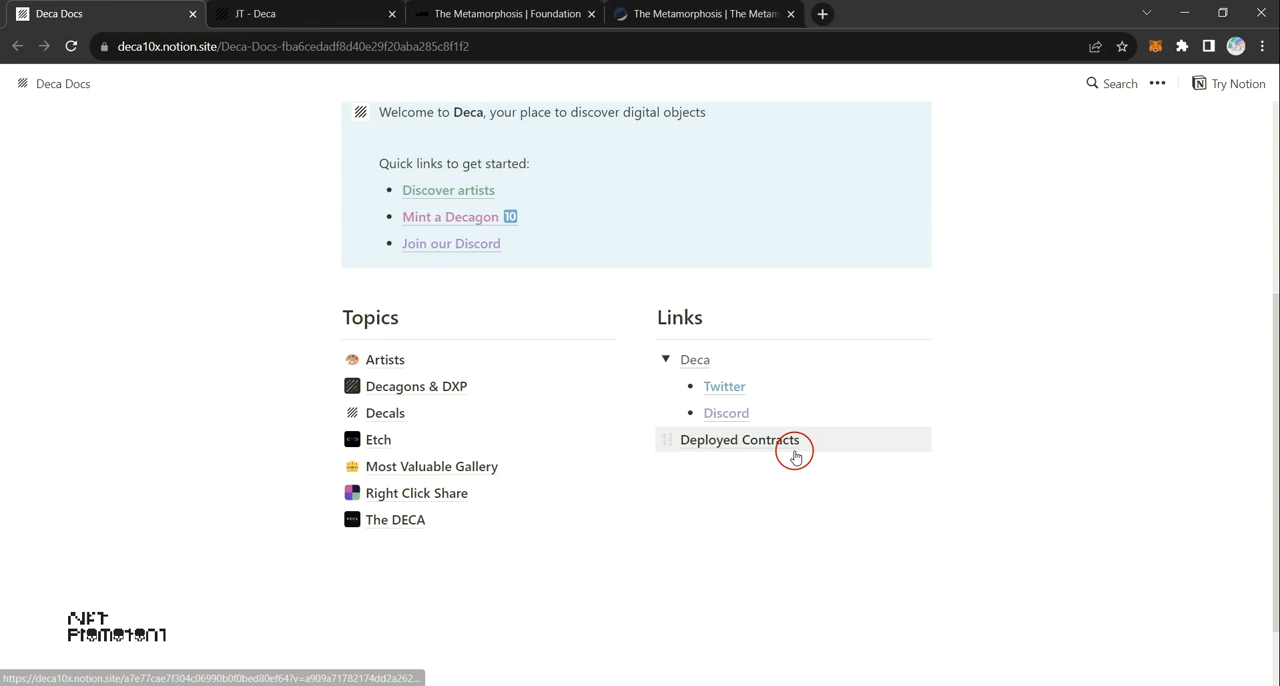 Deca Docs
JT - Deca
The Metamorphosis | Foundation
The Metamorphosis | The Metam
deca10x.notion.site/Deca-Docs-fba6cedadf8d40e29f20aba285c8f1f2
Deca Docs
Search
Try Notion
Welcome to Deca, your place to discover digital objects
Quick links to get started:
• Discover artists
• Mint a Decagon 🔟
• Join our Discord
Topics
Artists
Decagons & DXP
Decals
Etch
Most Valuable Gallery
Right Click Share
The DECA
Links
Deca
• Twitter
• Discord
Deployed Contracts
NFT
https://deca10x.notion.site/a7e77cae7f304c06990b0f0bed80ef64?v=a909a71782174dd2a262...